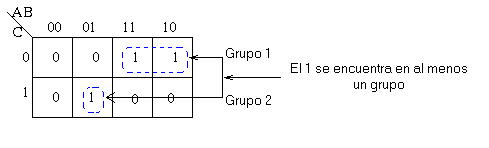 AB
C
00 01 11 10
0 0 0 1 1 Grupo 1
El 1 se encuentra en al menos
un grupo
1 0 1 0 0 Grupo 2